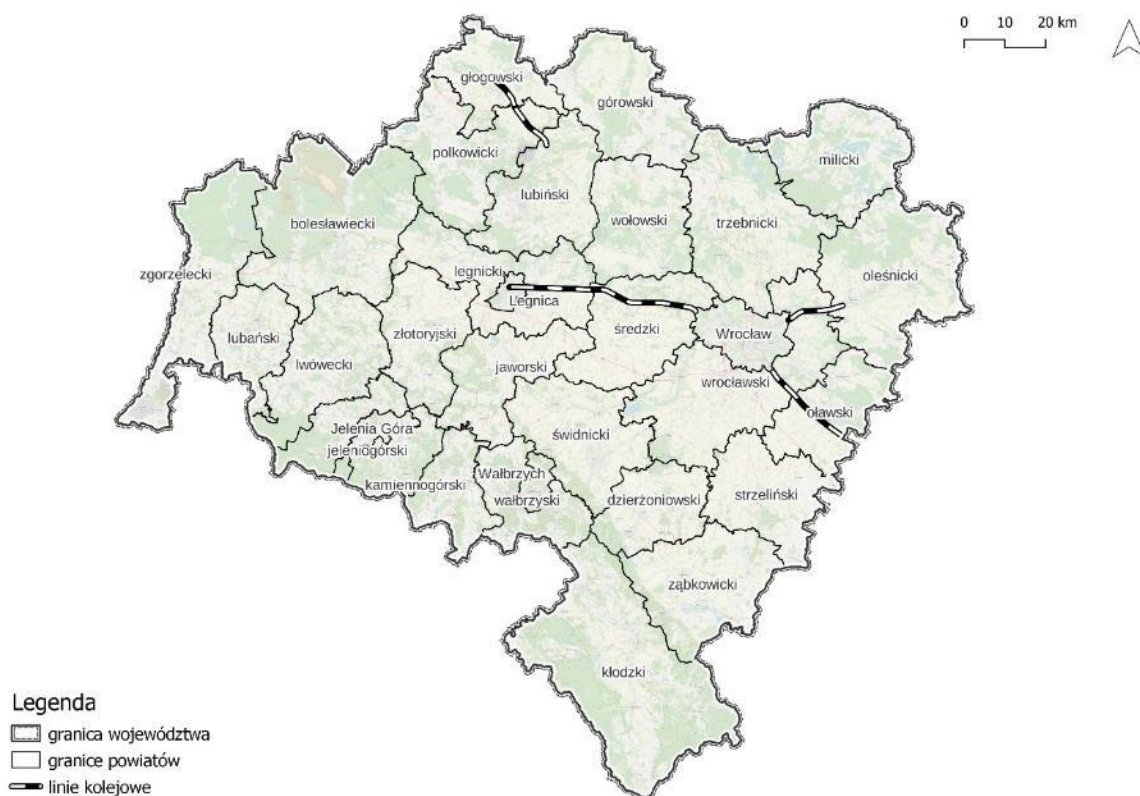 0 10 20 km
głogowski
górowski
polkowicki
milicki
lubiński
wołowski
trzebnicki
bolesławiecki
oleśnicki
zgorzelecki
legnicki
Legnica
lubański
złotoryjski
średzki
Wrocław
lwówecki
jaworski
wrocławski
oławski
Jelenia Góra
jeleniogórski
świdnicki
kamiennogórski
Wałbrzych
wałbrzyski
dzierżoniowski
strzeliński
ząbkowicki
kłodzki
Legenda
granica województwa
granice powiatów
linie kolejowe